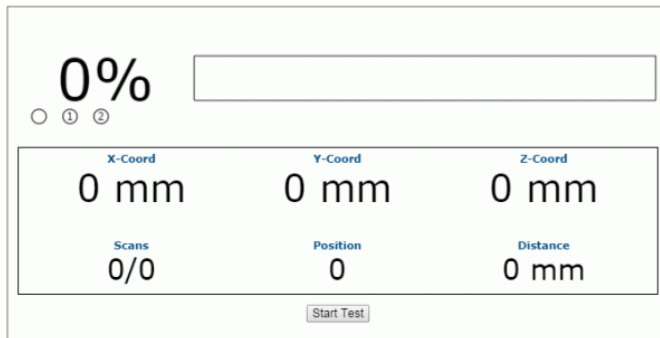 0%
① ②
X-Coord Y-Coord Z-Coord
0 mm 0 mm 0 mm
Scans Position Distance
0/0 0 0 mm
Start Test